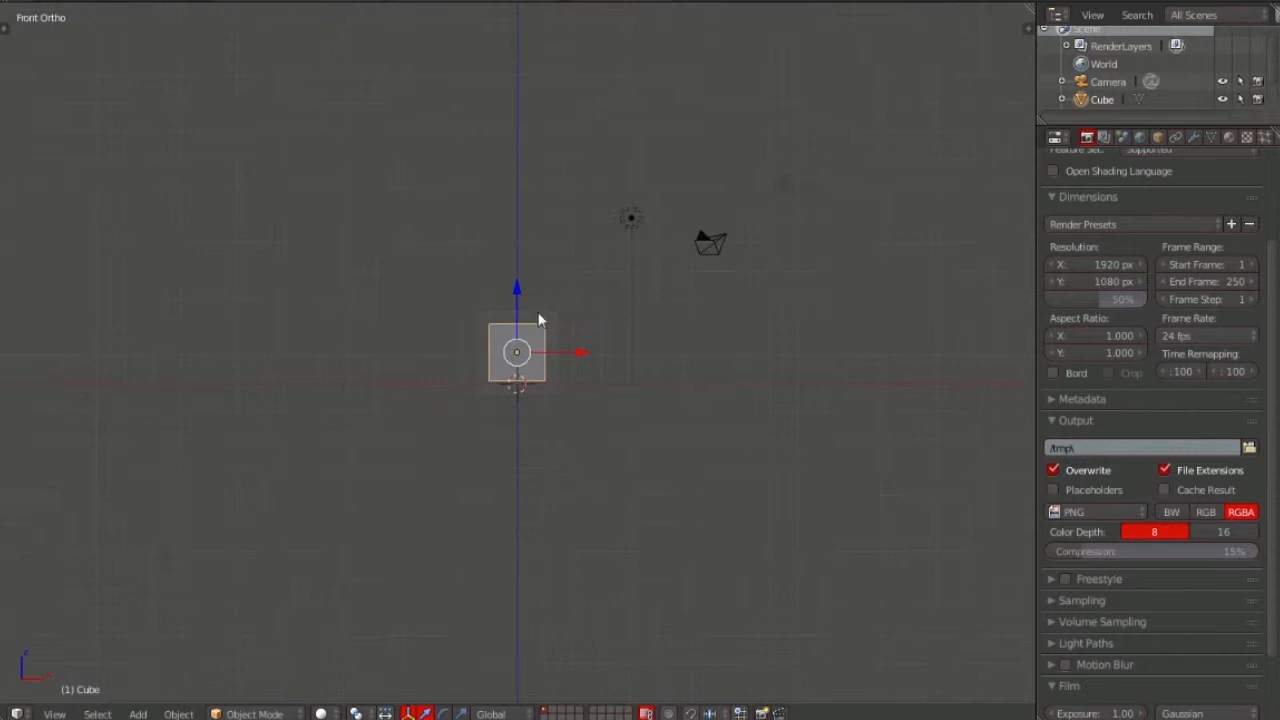 Front Ortho
View Search All Scenes
Scene
RenderLayers
World
Camera
Cube
Feature Set: Supported
Open Shading Language
Dimensions
Render Presets
Resolution: Frame Range:
X: 1920 px Start Frame: 1
Y: 1080 px End Frame: 250
50% Frame Step: 1
Aspect Ratio: Frame Rate:
X: 1.000 24 fps
Y: 1.000 Time Remapping:
Bord Crop :100 : 100
Metadata
Output
/tmp\
Overwrite File Extensions
Placeholders Cache Result
PNG BW RGB RGBA
Color Depth: 8 16
Compression: 15%
Freestyle
Sampling
Volume Sampling
Light Paths
Motion Blur
Film
Exposure: 1.00 Gaussian
z
x
(1) Cube
View Select Add Object Object Mode Global